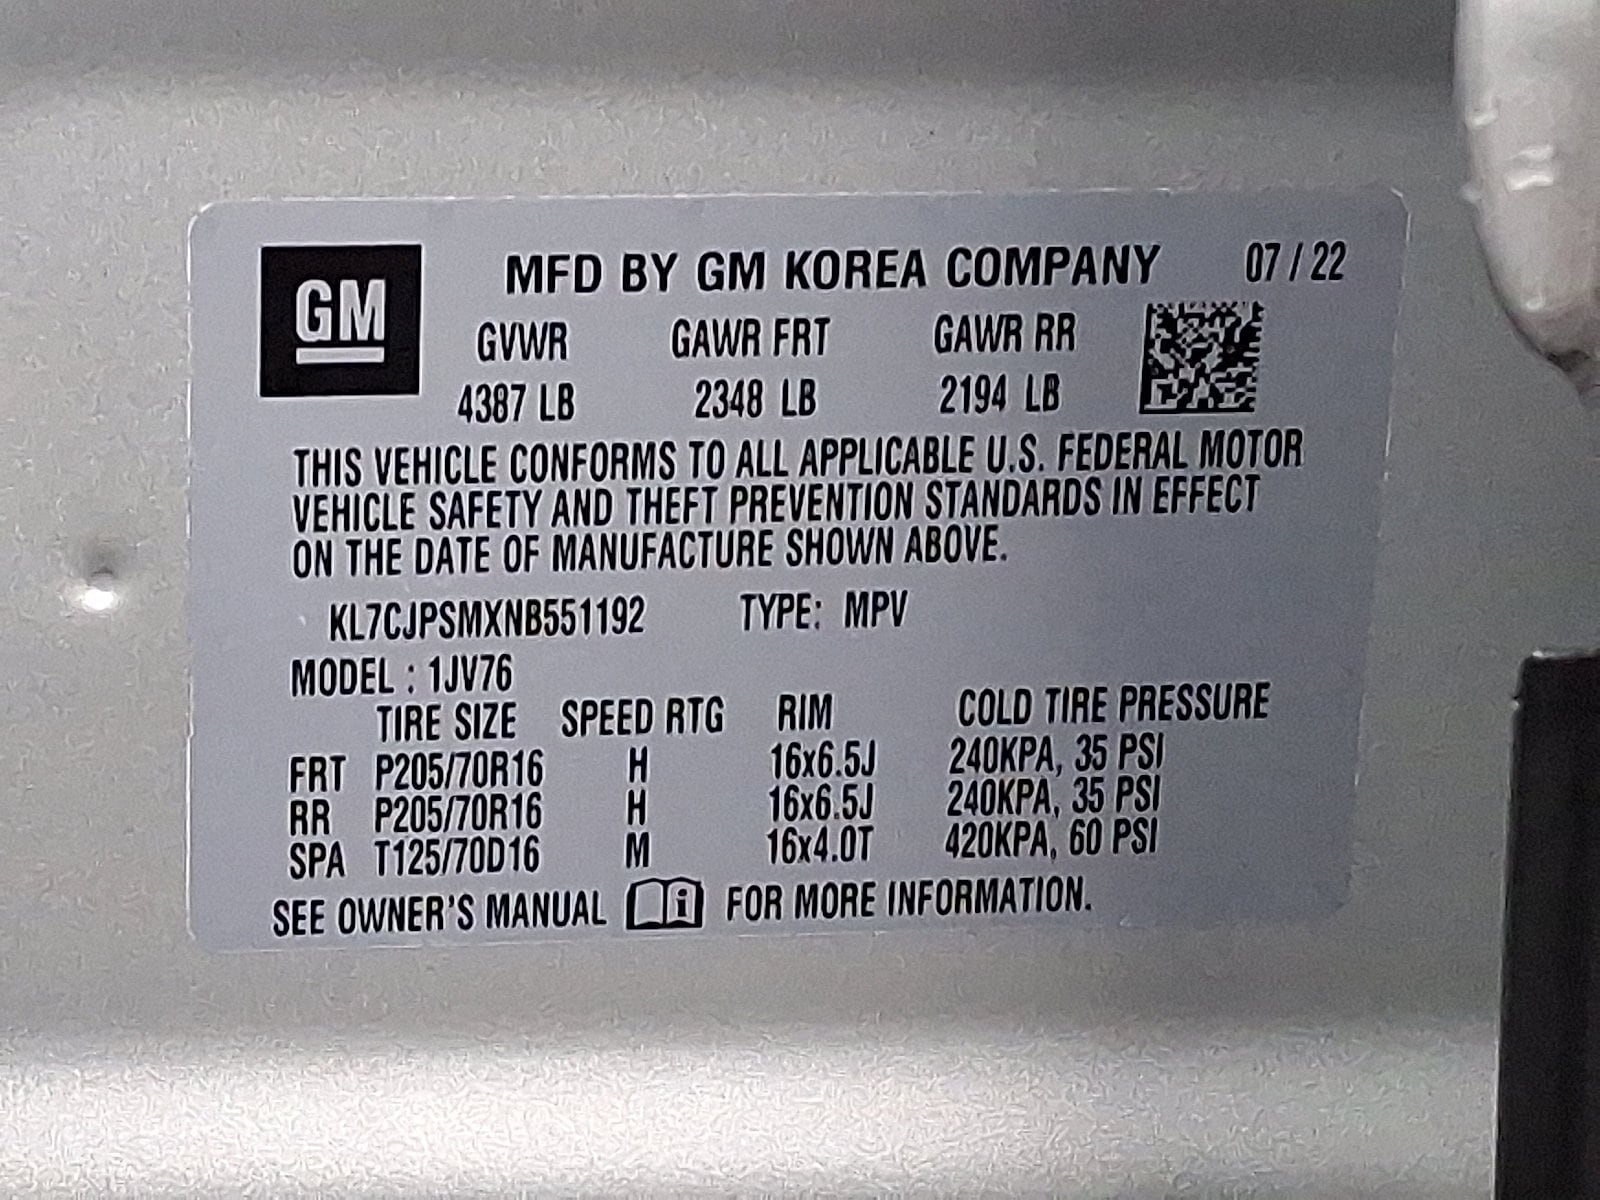 GM
MFD BY GM KOREA COMPANY 07 / 22
GVWR GAWR FRT GAWR RR
4387 LB 2348 LB 2194 LB
THIS VEHICLE CONFORMS TO ALL APPLICABLE U.S. FEDERAL MOTOR
VEHICLE SAFETY AND THEFT PREVENTION STANDARDS IN EFFECT
ON THE DATE OF MANUFACTURE SHOWN ABOVE.
KL7CJPSMXNB551192 TYPE: MPV
MODEL : 1JV76
TIRE SIZE SPEED RTG RIM COLD TIRE PRESSURE
FRT P205/70R16 H 16x6.5J 240KPA, 35 PSI
RR P205/70R16 H 16x6.5J 240KPA, 35 PSI
SPA T125/70D16 M 16x4.0T 420KPA, 60 PSI
SEE OWNER'S MANUAL i FOR MORE INFORMATION.